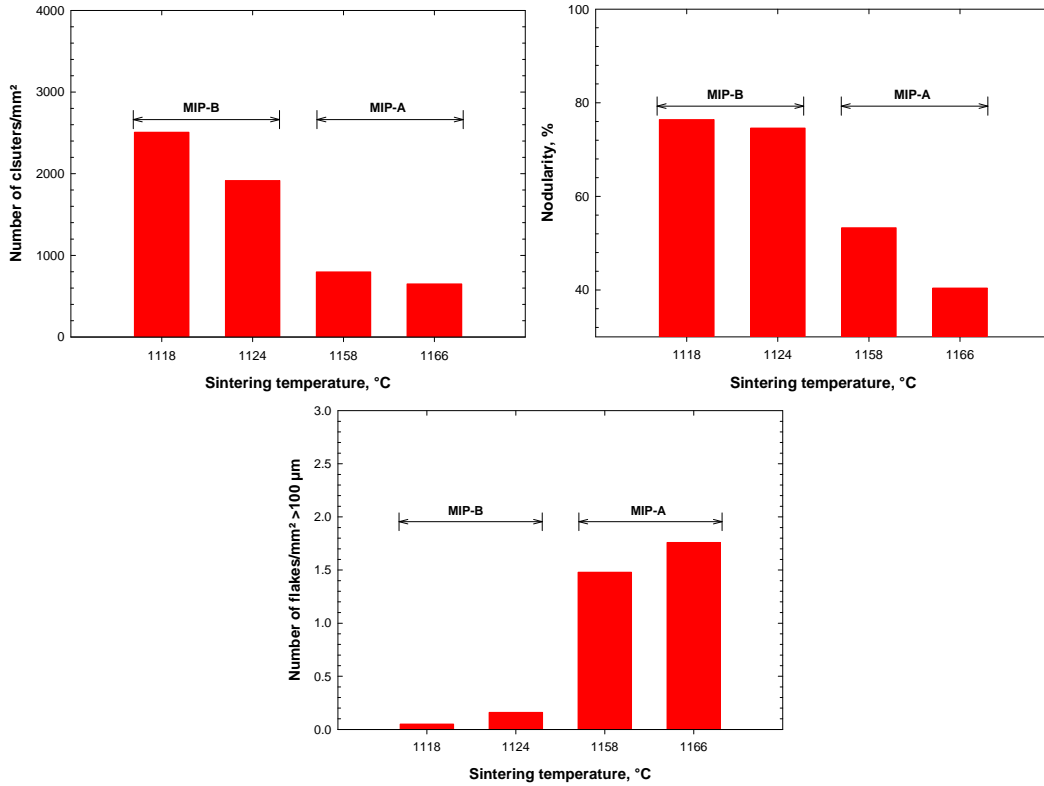 4000
3000
2000
1000
0
Number of clsuters/mm²
MIP-B
MIP-A
1118
1124
1158
1166
Sintering temperature, °C
100
80
60
40
Nodularity, %
MIP-B
MIP-A
1118
1124
1158
1166
Sintering temperature, °C
3.0
2.5
2.0
1.5
1.0
0.5
0.0
Number of flakes/mm² >100 µm
MIP-B
MIP-A
1118
1124
1158
1166
Sintering temperature, °C